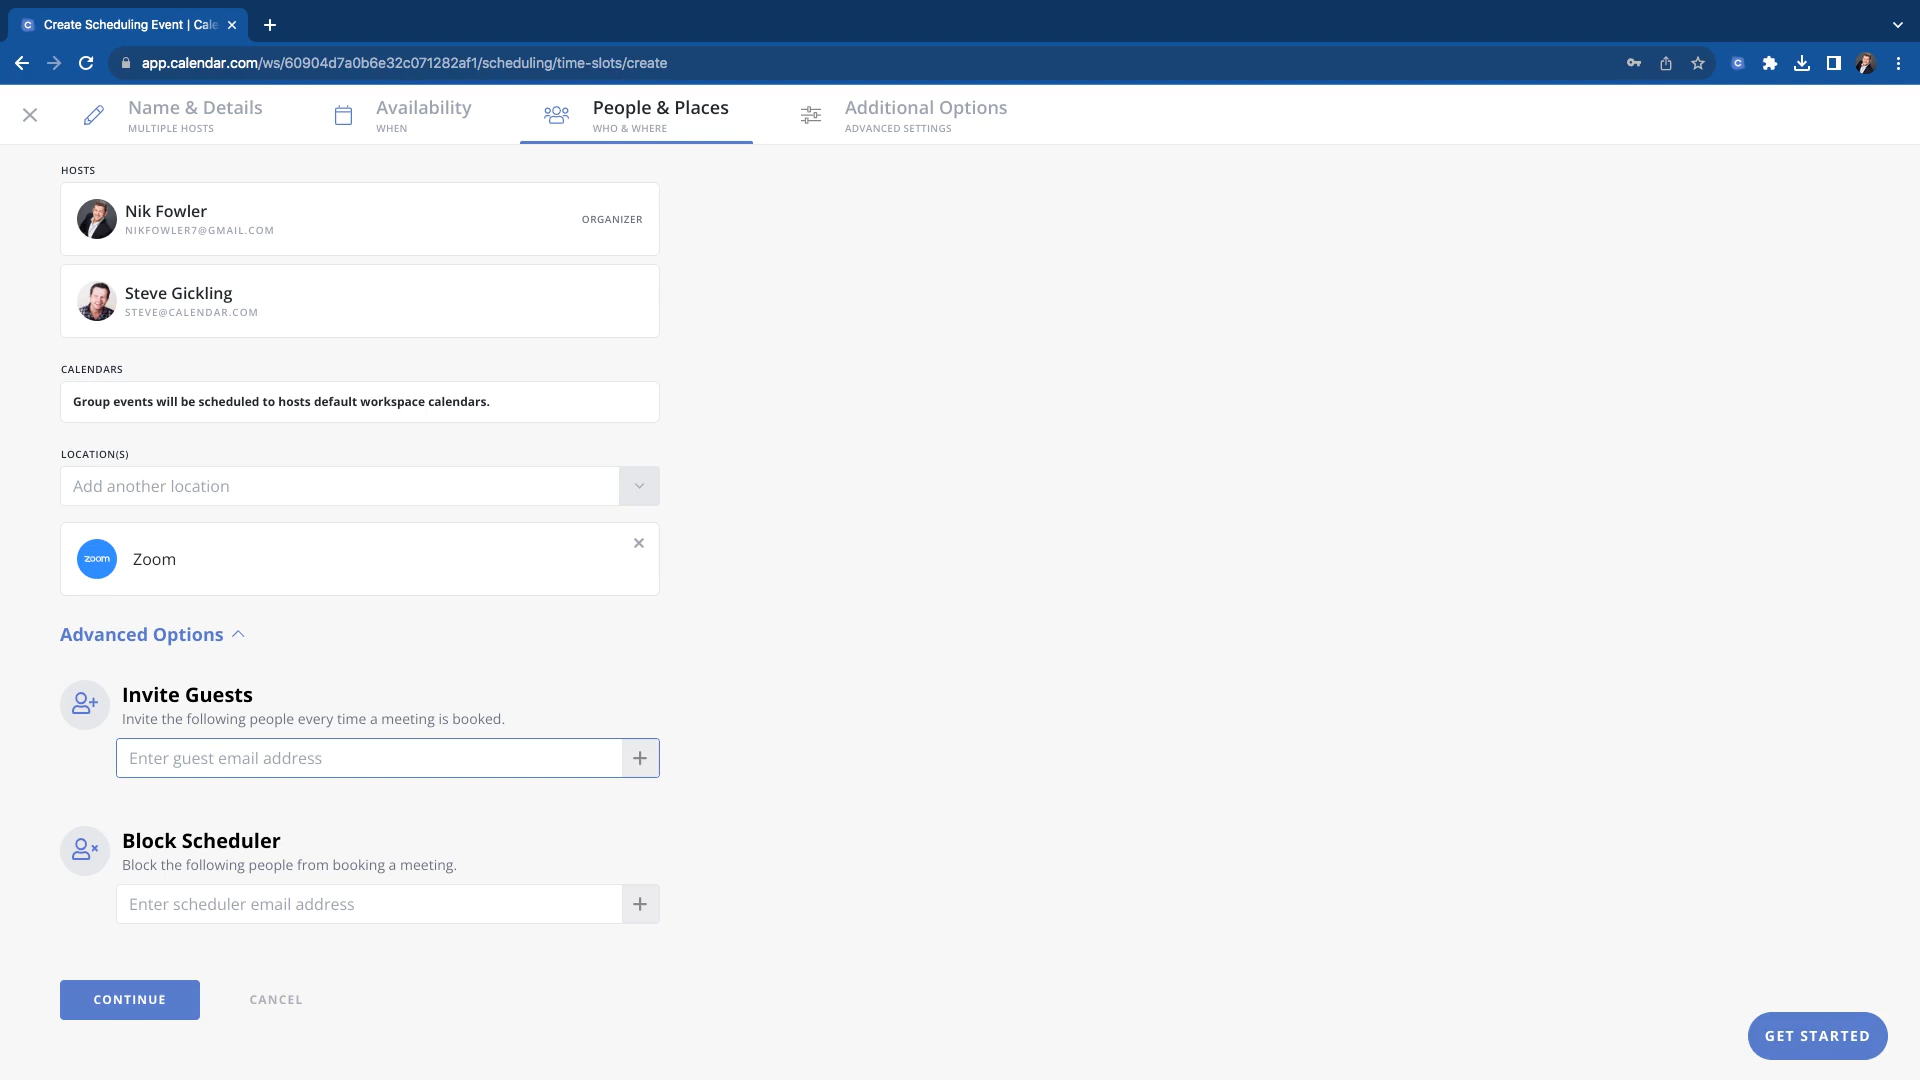 Create Scheduling Event | Cale
app.calendar.com/ws/60904d7a0b6e32c071282af1/scheduling/time-slots/create
Name & Details
MULTIPLE HOSTS
Availability
WHEN
People & Places
WHO & WHERE
Additional Options
ADVANCED SETTINGS
HOSTS
Nik Fowler
NIKFOWLER7@GMAIL.COM
ORGANIZER
Steve Gickling
STEVE@CALENDAR.COM
CALENDARS
Group events will be scheduled to hosts default workspace calendars.
LOCATION(S)
Add another location
zoom
Zoom
Advanced Options
Invite Guests
Invite the following people every time a meeting is booked.
Enter guest email address
Block Scheduler
Block the following people from booking a meeting.
Enter scheduler email address
CONTINUE
CANCEL
GET STARTED